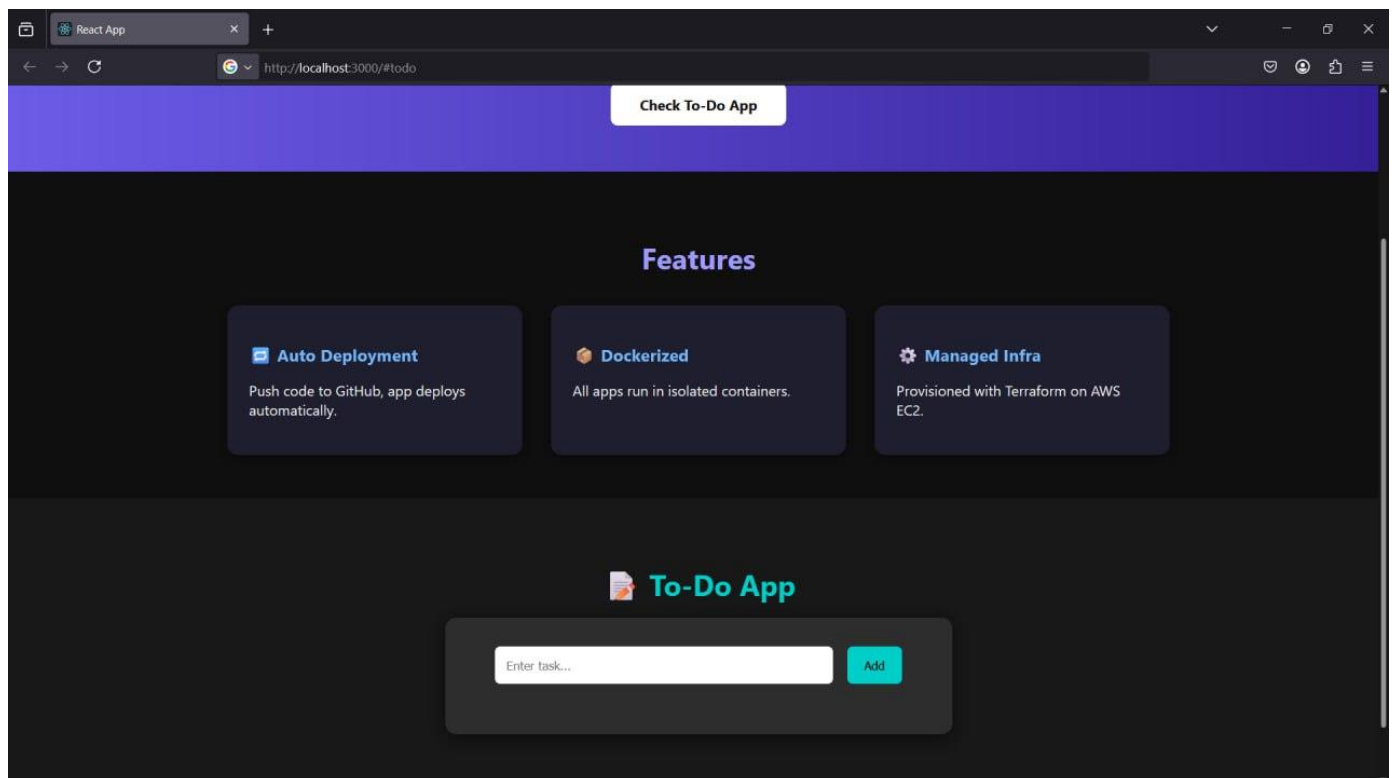 React App
http://localhost:3000/#todo
Check To-Do App
Features
Auto Deployment
Push code to GitHub, app deploys
automatically.
Dockerized
All apps run in isolated containers.
Managed Infra
Provisioned with Terraform on AWS
EC2.
To-Do App
Enter task...
Add